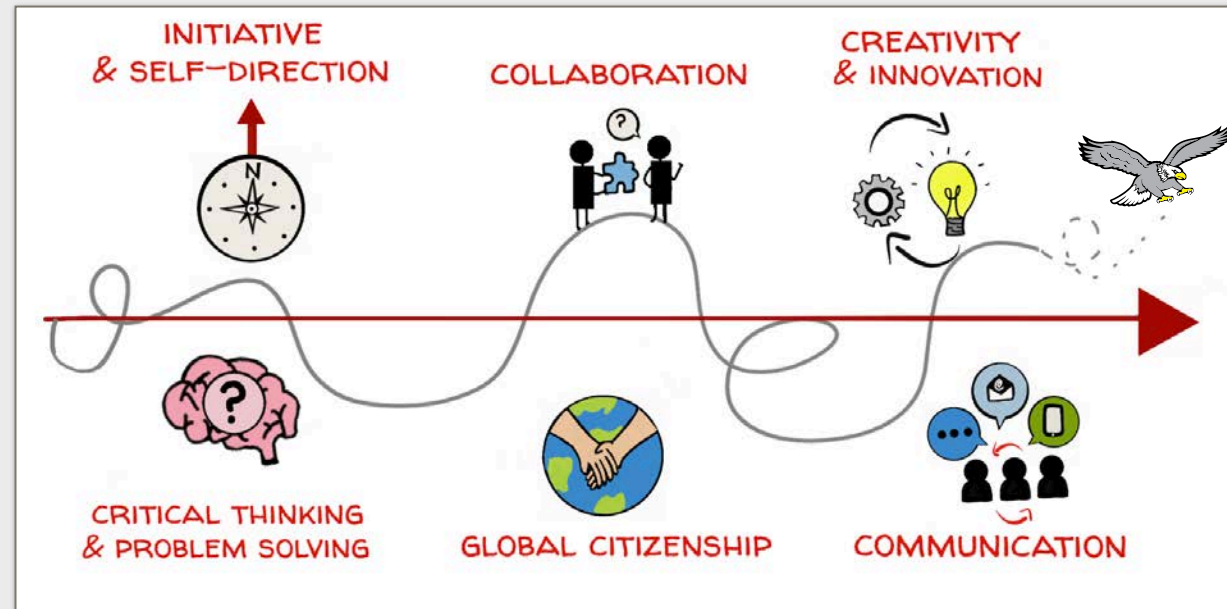 INITIATIVE
& SELF-DIRECTION
COLLABORATION
CREATIVITY
& INNOVATION
?
N
?
CRITICAL THINKING
& PROBLEM SOLVING
GLOBAL CITIZENSHIP
COMMUNICATION